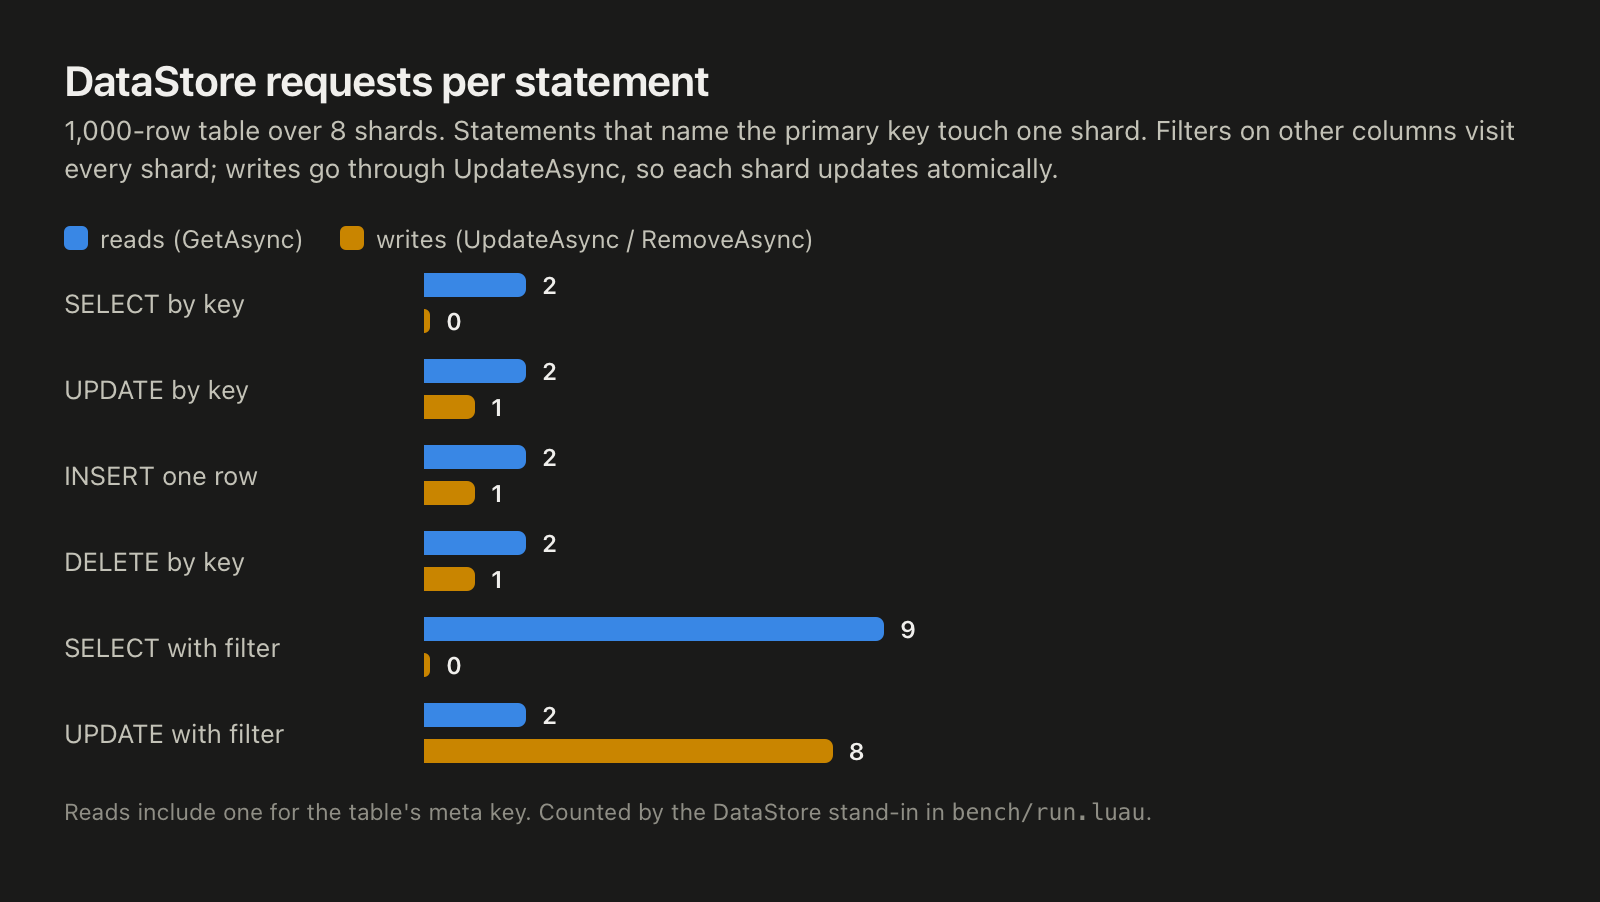 DataStore requests per statement
1,000-row table over 8 shards. Statements that name the primary key touch one shard. Filters on other columns visit
every shard; writes go through UpdateAsync, so each shard updates atomically.
reads (GetAsync) writes (UpdateAsync / RemoveAsync)
SELECT by key
2
0
UPDATE by key
2
1
INSERT one row
2
1
DELETE by key
2
1
SELECT with filter
9
0
UPDATE with filter
2
8
Reads include one for the table's meta key. Counted by the DataStore stand-in in bench/run.luau.